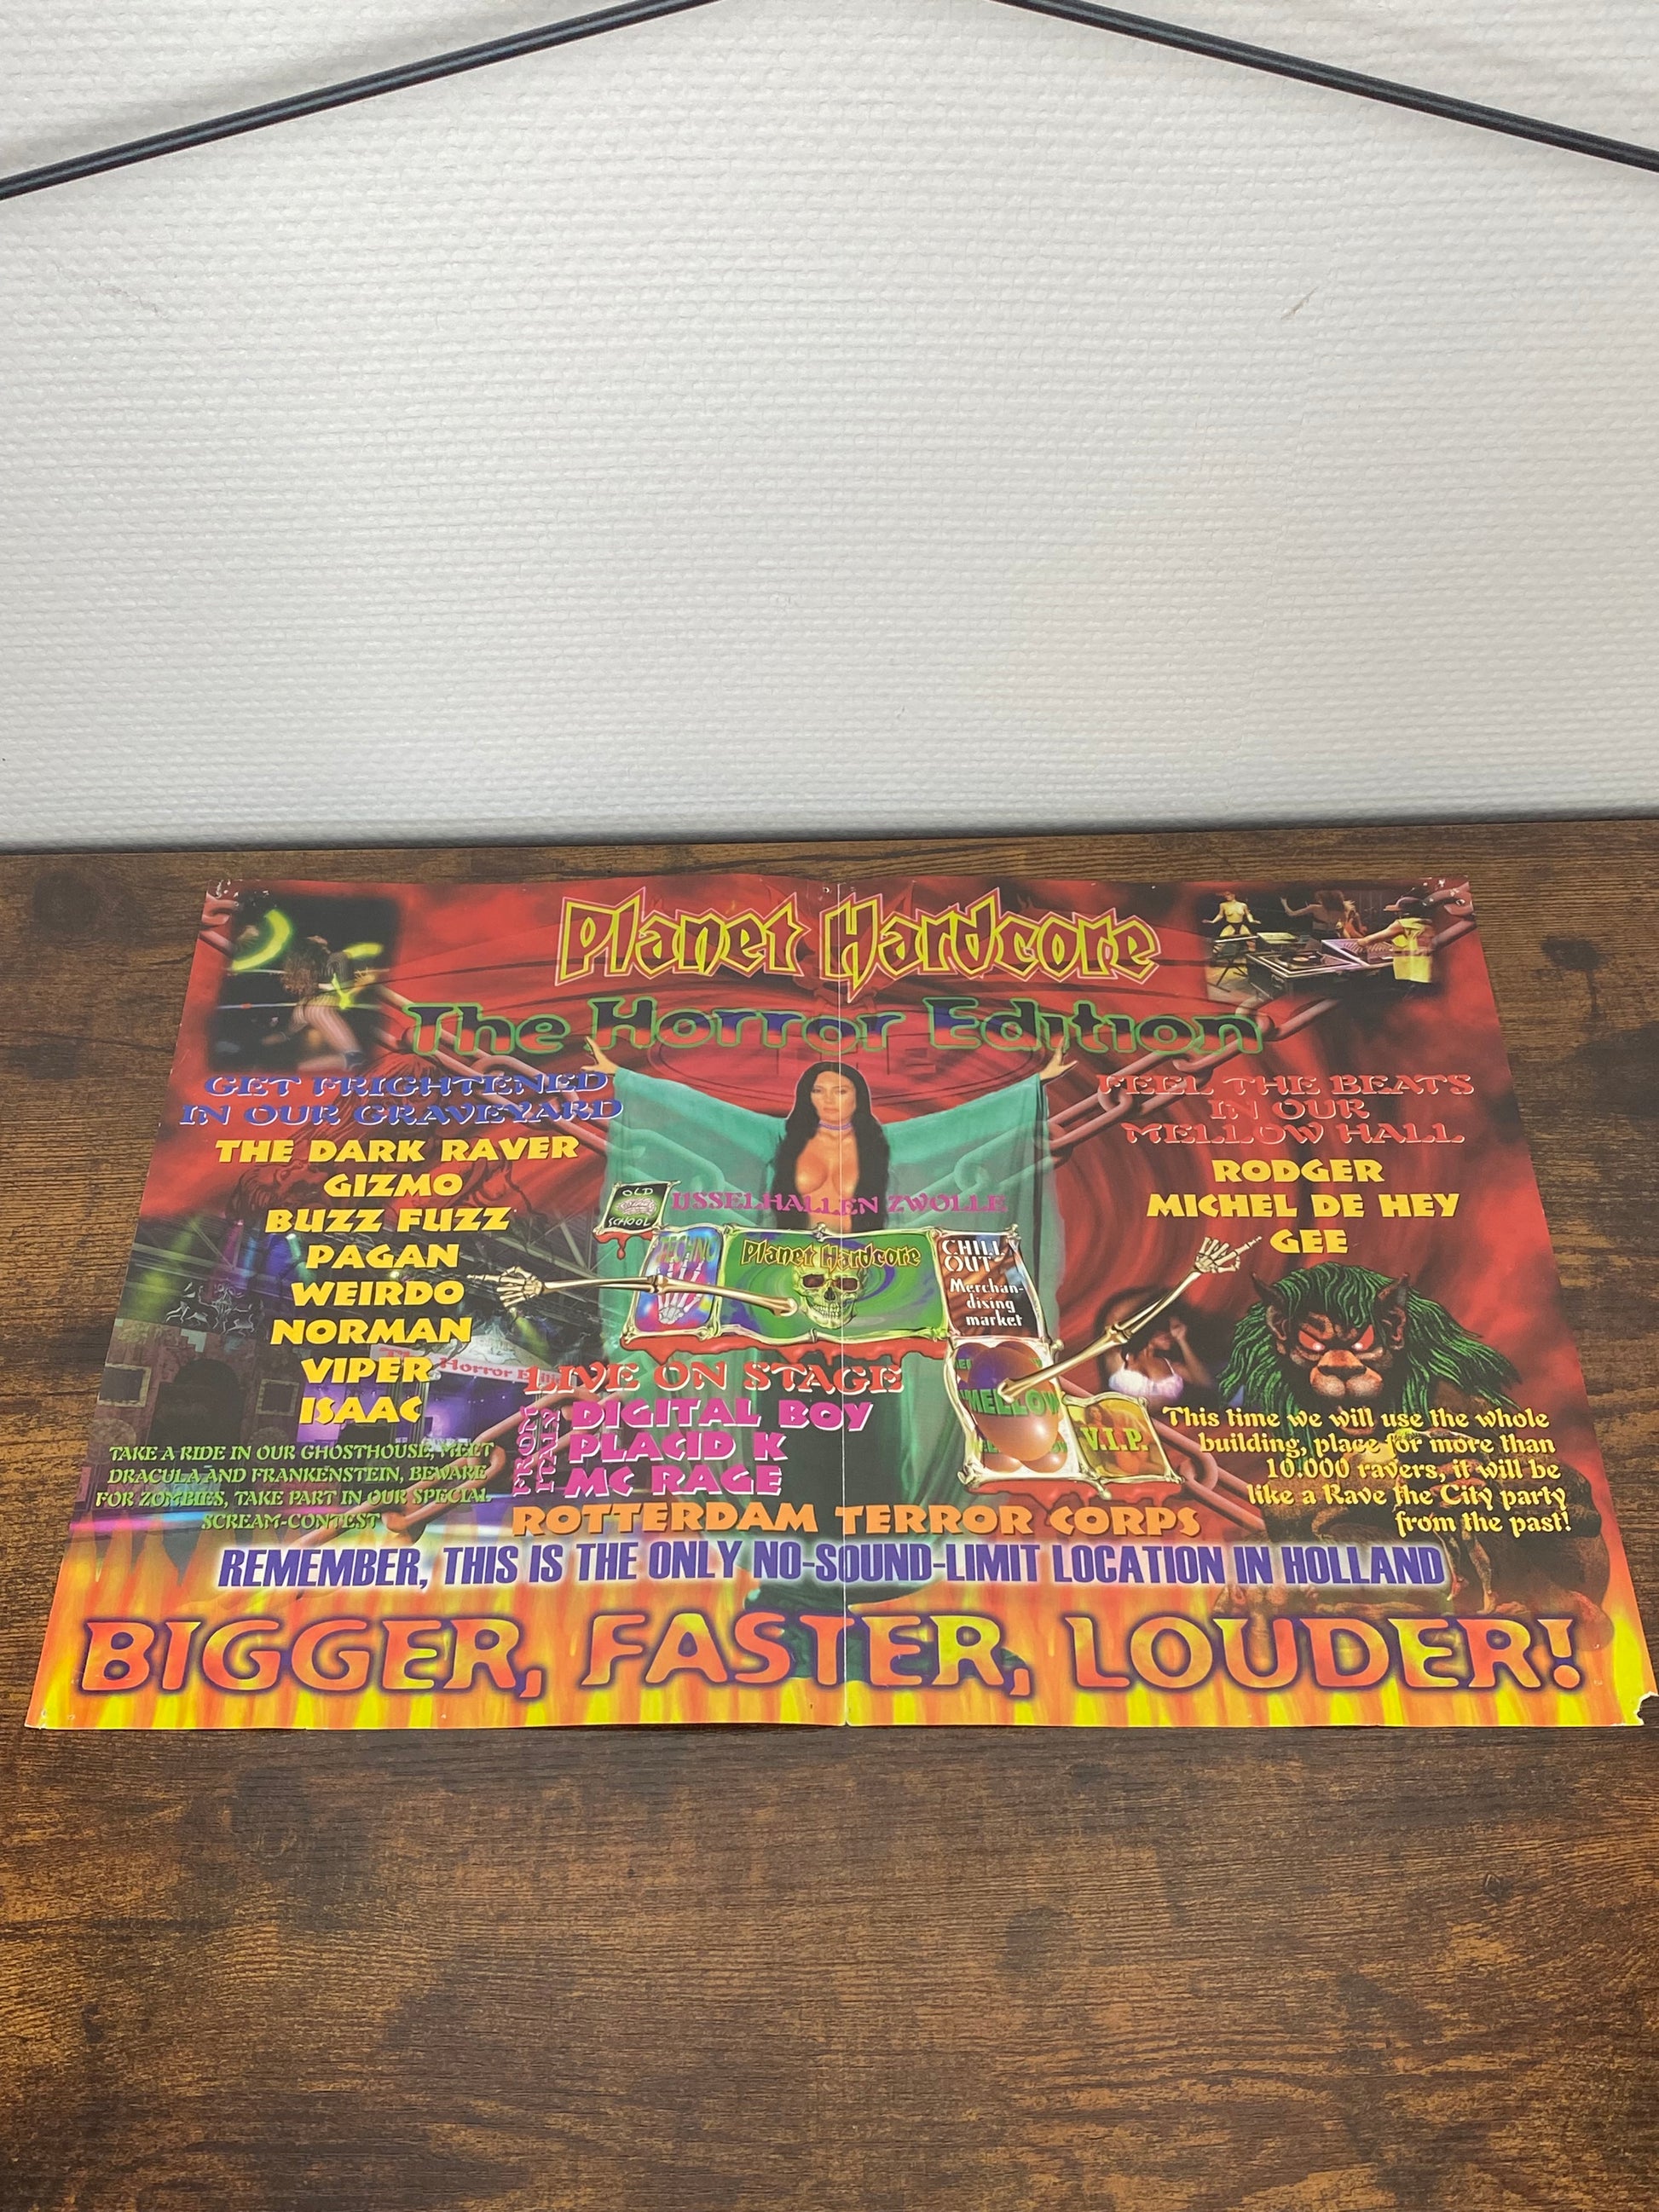 Planet Hardcore
The Horror Edition
GET FRIGHTENED
IN OUR GRAVEYARD
THE DARK RAVER
GIZMO
BUZZ FUZZ
PAGAN
WEIRDO
NORMAN
VIPER
ISAAC
TAKE A RIDE IN OUR GHOSTHOUSE, MELT
DRACULA AND FRANKENSTEIN, BEWARE
FOR ZOMBIES, TAKE PART IN OUR SPECIAL
SCREAM-CONTEST
FEEL THE BEATS
IN OUR
MELLOW HALL
RODGER
MICHEL DE HEY
GEE
IJSSELHALLEN ZWOLLE
OLD
SCHOOL
TECHNO
Planet Hardcore
CHILL
OUT
Merchan-
dising
market
MELLOW
V.I.P.
The Horror
LIVE ON STAGE
FROM
ITALY
DIGITAL BOY
PLACID K
MC RAGE
ROTTERDAM TERROR CORPS
This time we will use the whole
building, place for more than
10.000 ravers, it will be
like a Rave the City party
from the past!
REMEMBER, THIS IS THE ONLY NO-SOUND-LIMIT LOCATION IN HOLLAND
BIGGER, FASTER, LOUDER!